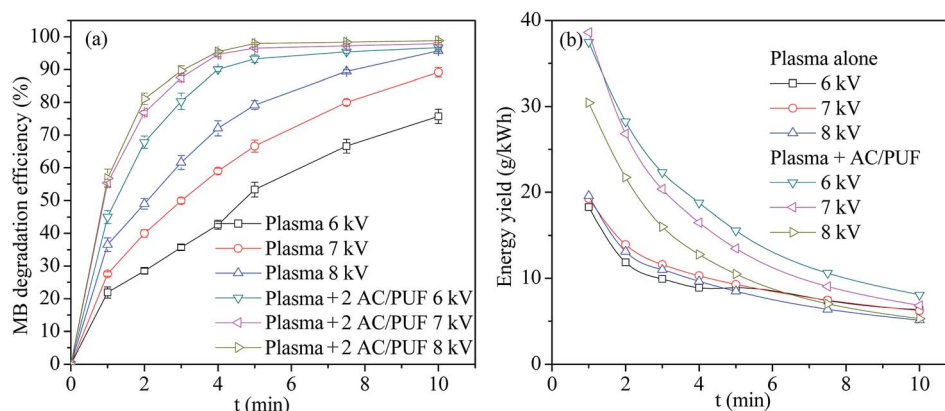 (a)
MB degradation efficiency (%)
100
90
80
70
60
50
40
30
20
10
0
Plasma 6 kV
Plasma 7 kV
Plasma 8 kV
Plasma + 2 AC/PUF 6 kV
Plasma + 2 AC/PUF 7 kV
Plasma + 2 AC/PUF 8 kV
0 2 4 6 8 10
t (min)
(b)
Energy yield (g/kWh)
40
30
20
10
0
Plasma alone
6 kV
7 kV
8 kV
Plasma + AC/PUF
6 kV
7 kV
8 kV
0 2 4 6 8 10
t (min)